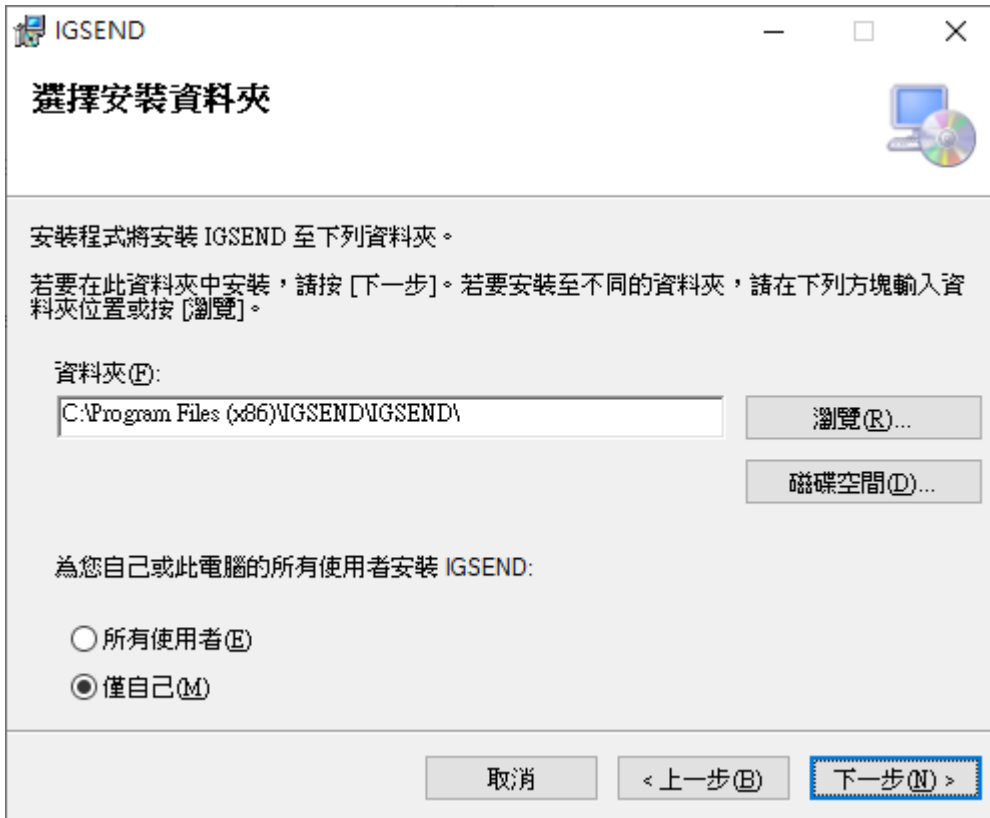 IGSEND
選擇安裝資料夾
安裝程式將安裝 IGSEND 至下列資料夾。
若要在此資料夾中安裝，請按 [下一步]。若要安裝至不同的資料夾，請在下列方塊輸入資
料夾位置或按 [瀏覽]。
資料夾(F):
C:\Program Files (x86)\IGSEND\IGSEND\
瀏覽(R)...
磁碟空間(D)...
為您自己或此電腦的所有使用者安裝 IGSEND:
所有使用者(E)
僅自己(M)
取消
< 上一步(B)
下一步(N) >